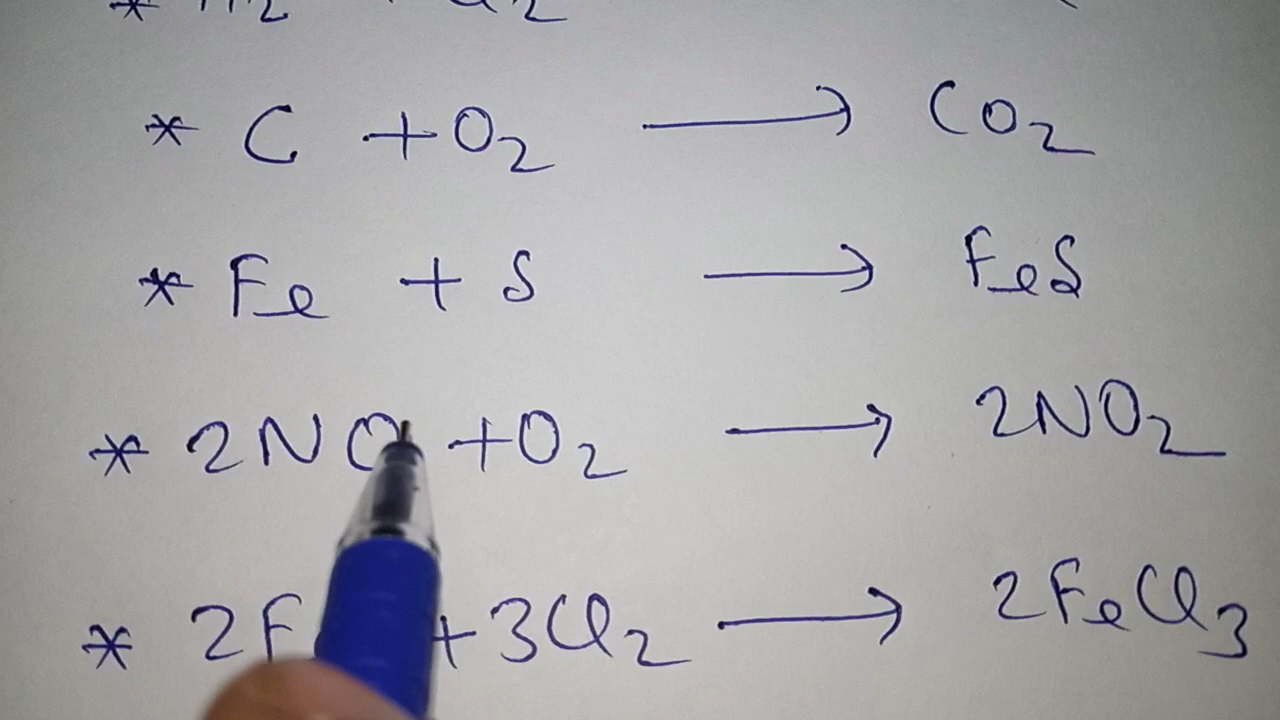 * C + O₂ ⟶ CO₂
* Fe + S ⟶ FeS
* 2NO + O₂ ⟶ 2NO₂
* 2F + 3Cl₂ ⟶ 2FeCl₃